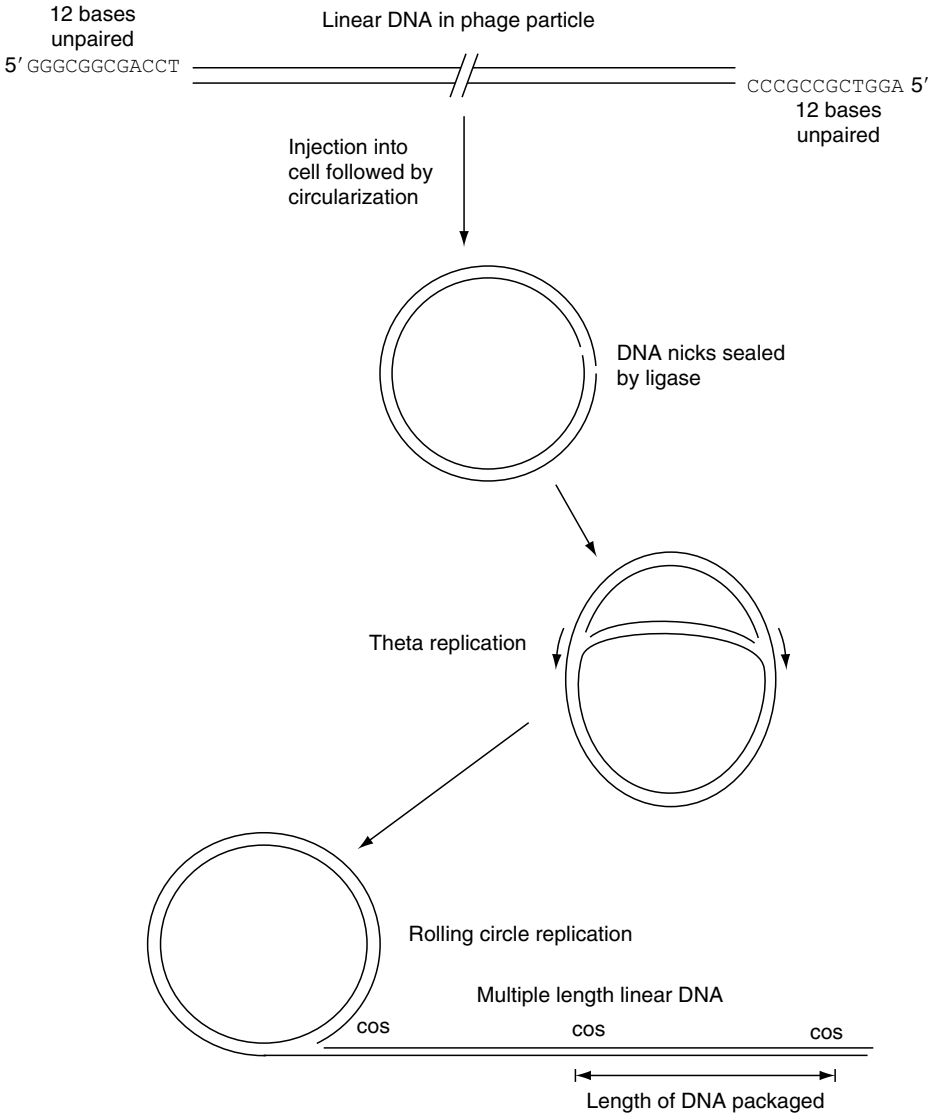 12 bases
unpaired
Linear DNA in phage particle
5′ GGGCGGCGACCT
CCCGCCGCTGGA 5′
12 bases
unpaired
Injection into
cell followed by
circularization
DNA nicks sealed
by ligase
Theta replication
Rolling circle replication
Multiple length linear DNA
cos cos cos
Length of DNA packaged